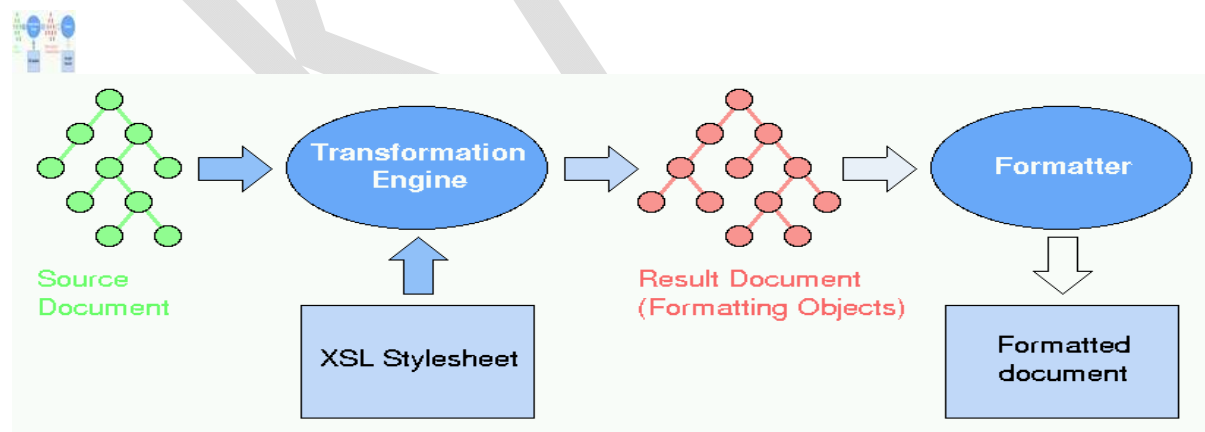 Transformation
Engine
Formatter
Source
Document
Result Document
(Formatting Objects)
XSL Stylesheet
Formatted
document